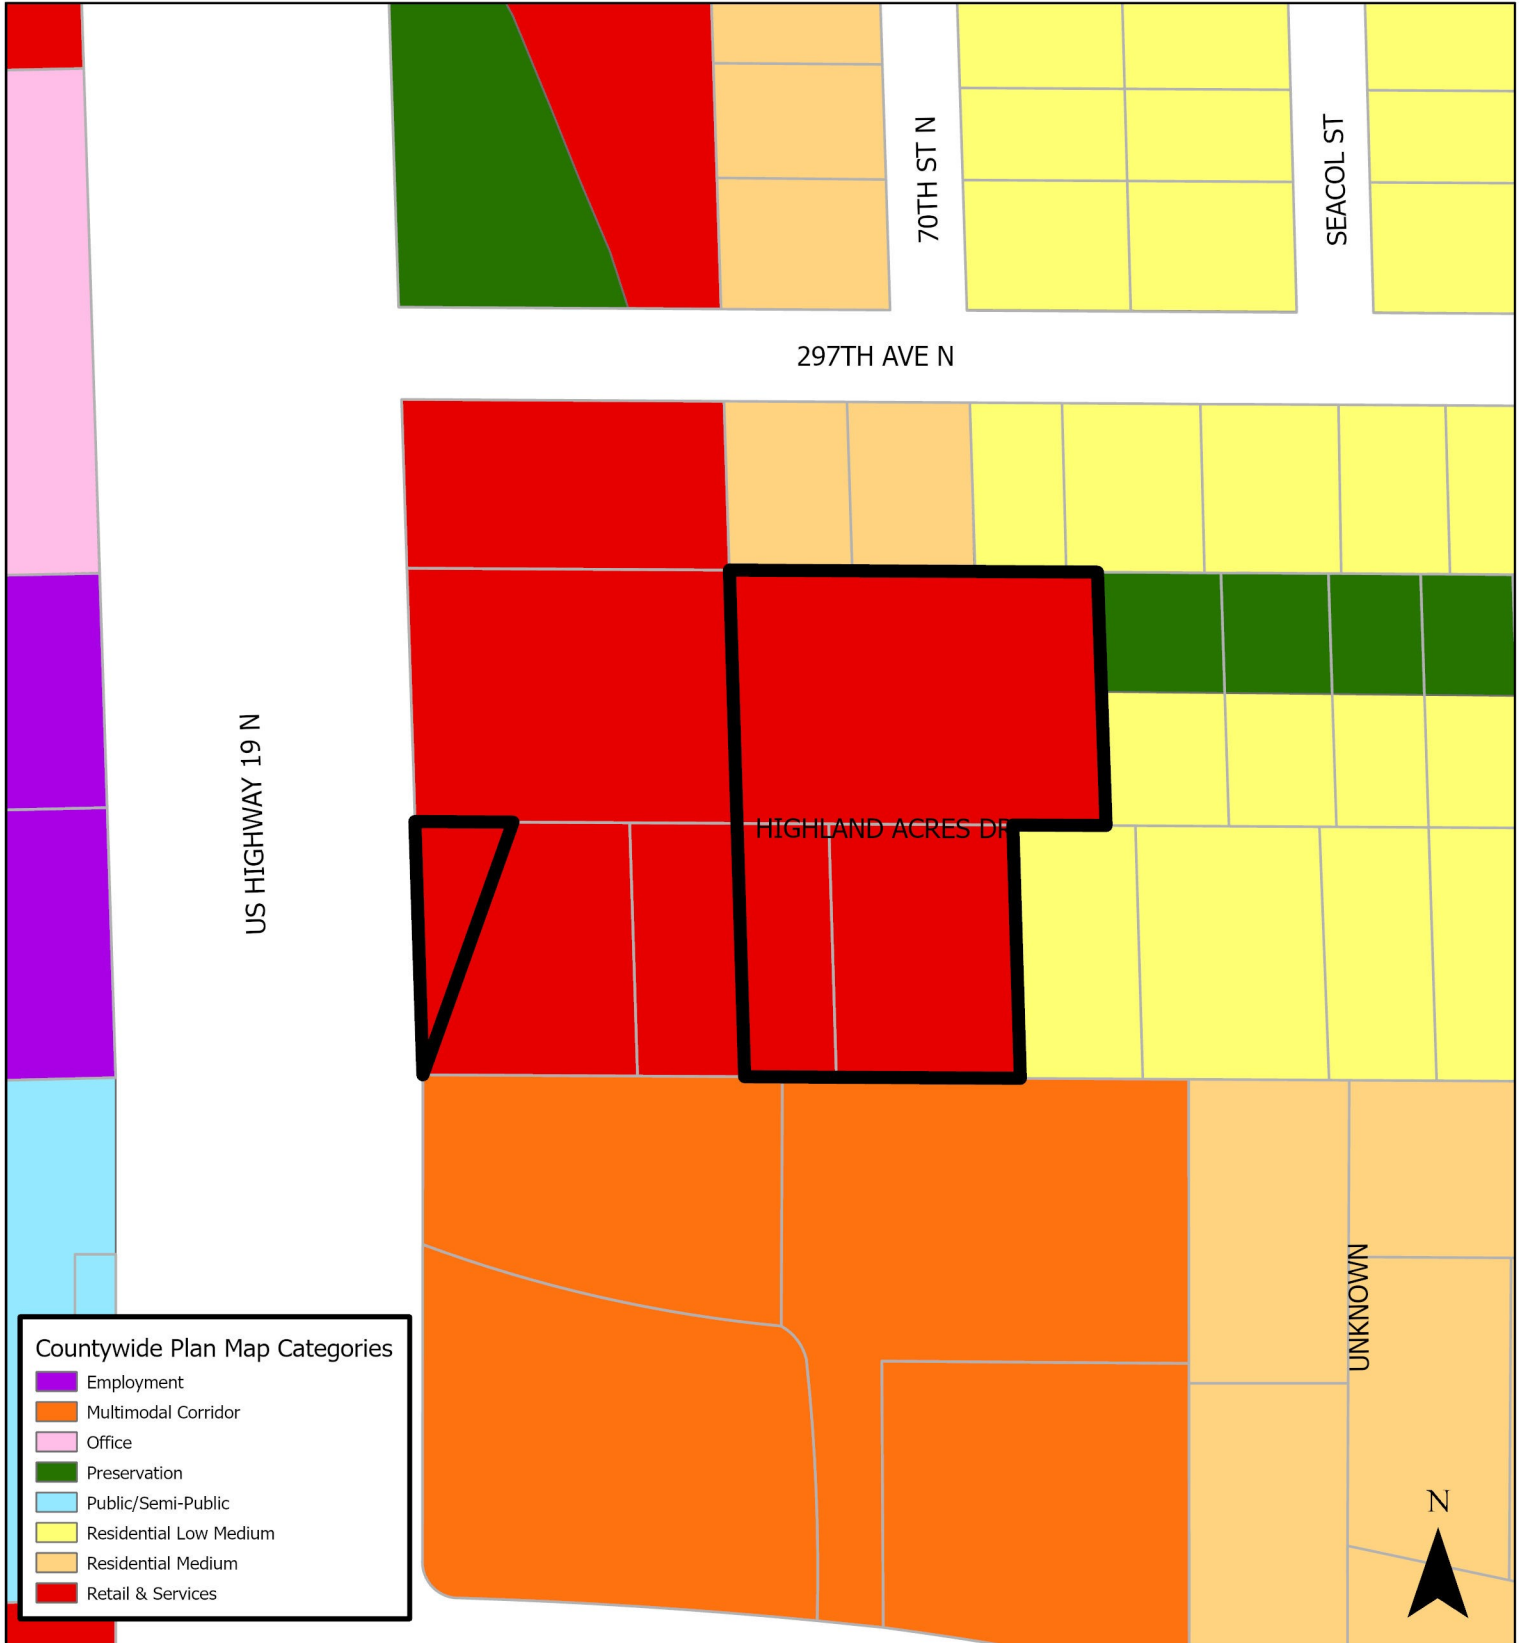 70TH ST N
SEACOL ST
297TH AVE N
US HIGHWAY 19 N
HIGHLAND ACRES DR
UNKNOWN
Countywide Plan Map Categories
Employment
Multimodal Corridor
Office
Preservation
Public/Semi-Public
Residential Low Medium
Residential Medium
Retail & Services
N